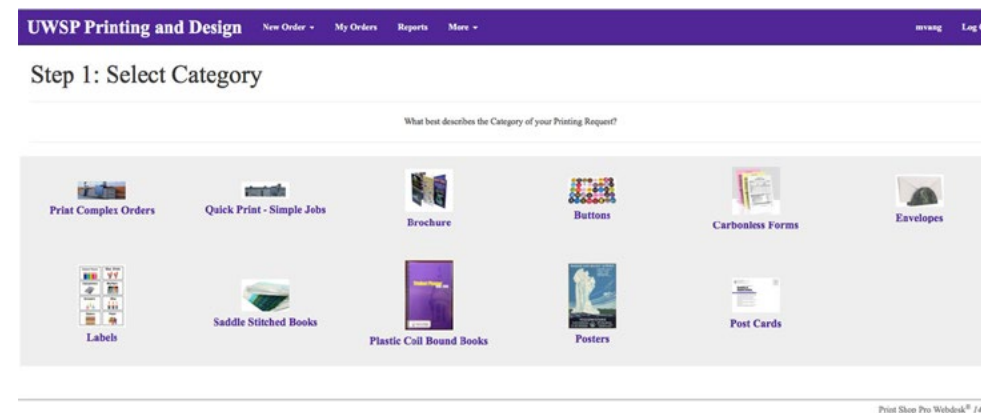 UWSP Printing and Design New Order My Orders Reports More mvang Log
Step 1: Select Category
What best describes the Category of your Printing Request?
Print Complex Orders Quick Print - Simple Jobs Brochure Buttons Carbonless Forms Envelopes
Labels Saddle Stitched Books Plastic Coil Bound Books Posters Post Cards
Print Shop Pro Webdesk® 14